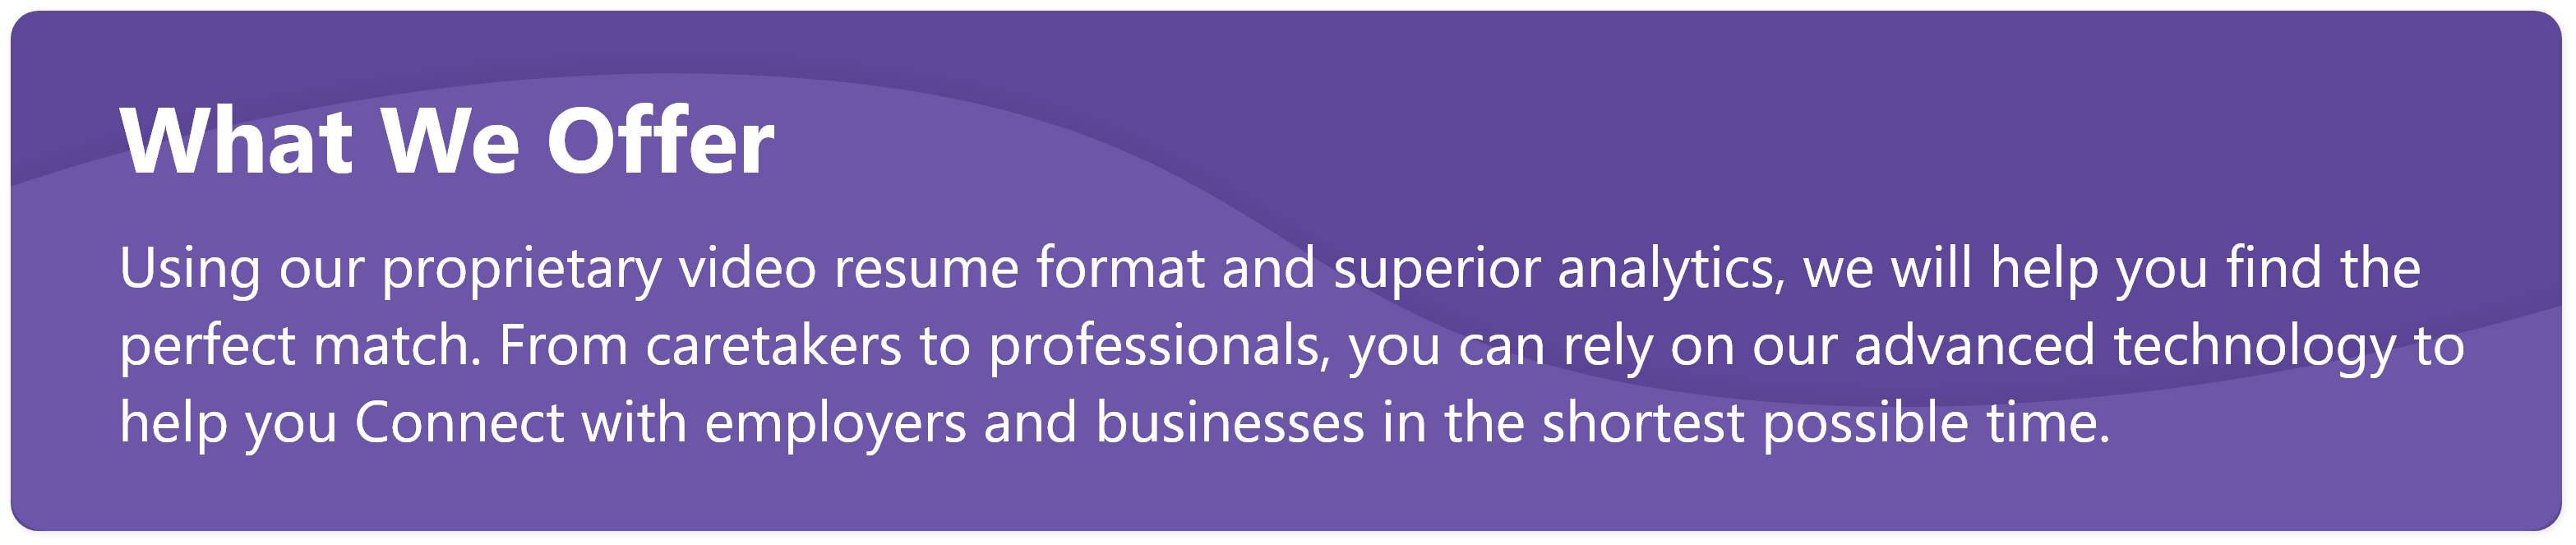 What We Offer
Using our proprietary video resume format and superior analytics, we will help you find the
perfect match. From caretakers to professionals, you can rely on our advanced technology to
help you Connect with employers and businesses in the shortest possible time.